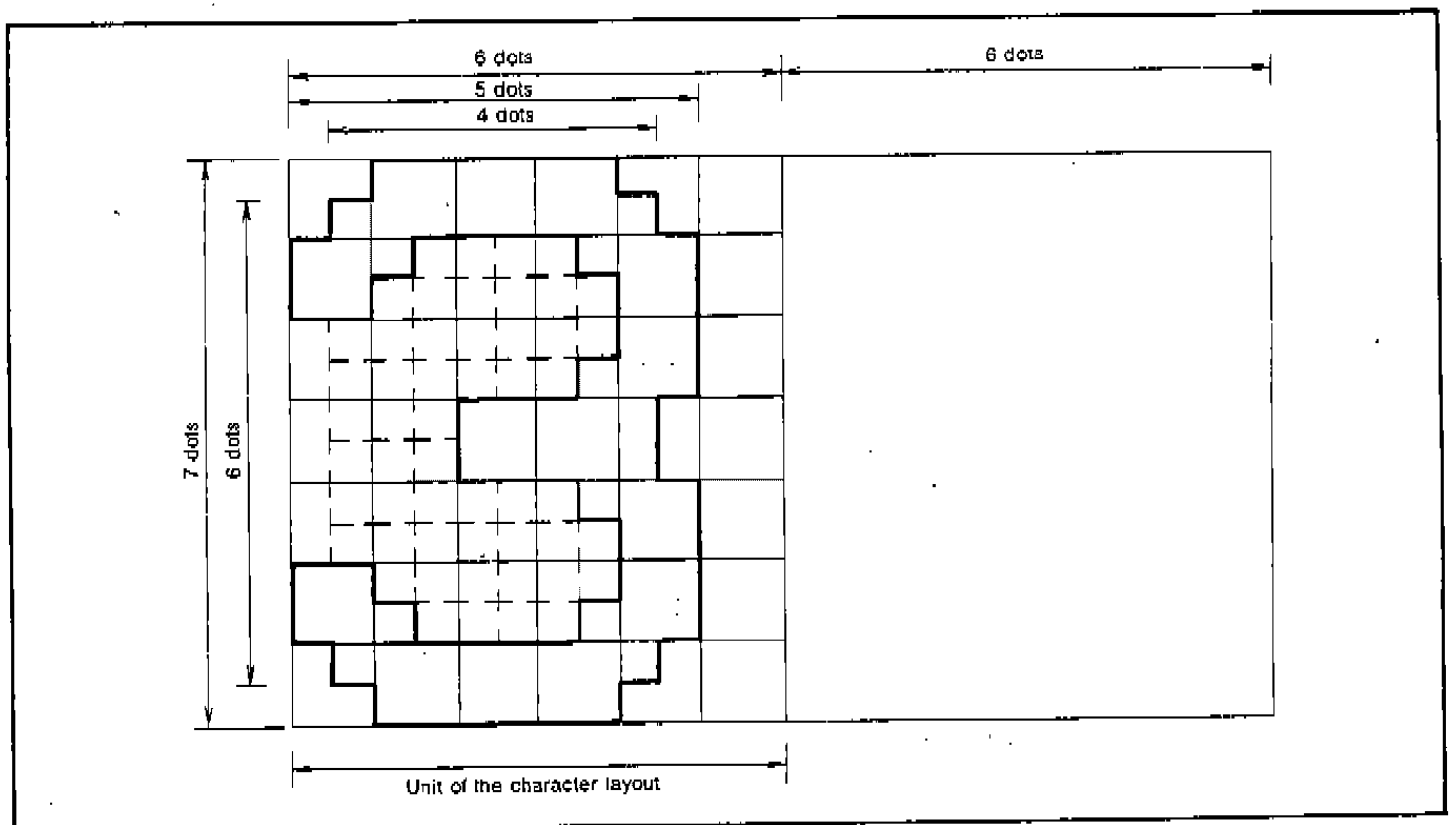 6 dots
6 dots
5 dots
4 dots
7 dots
6 dots
Unit of the character layout